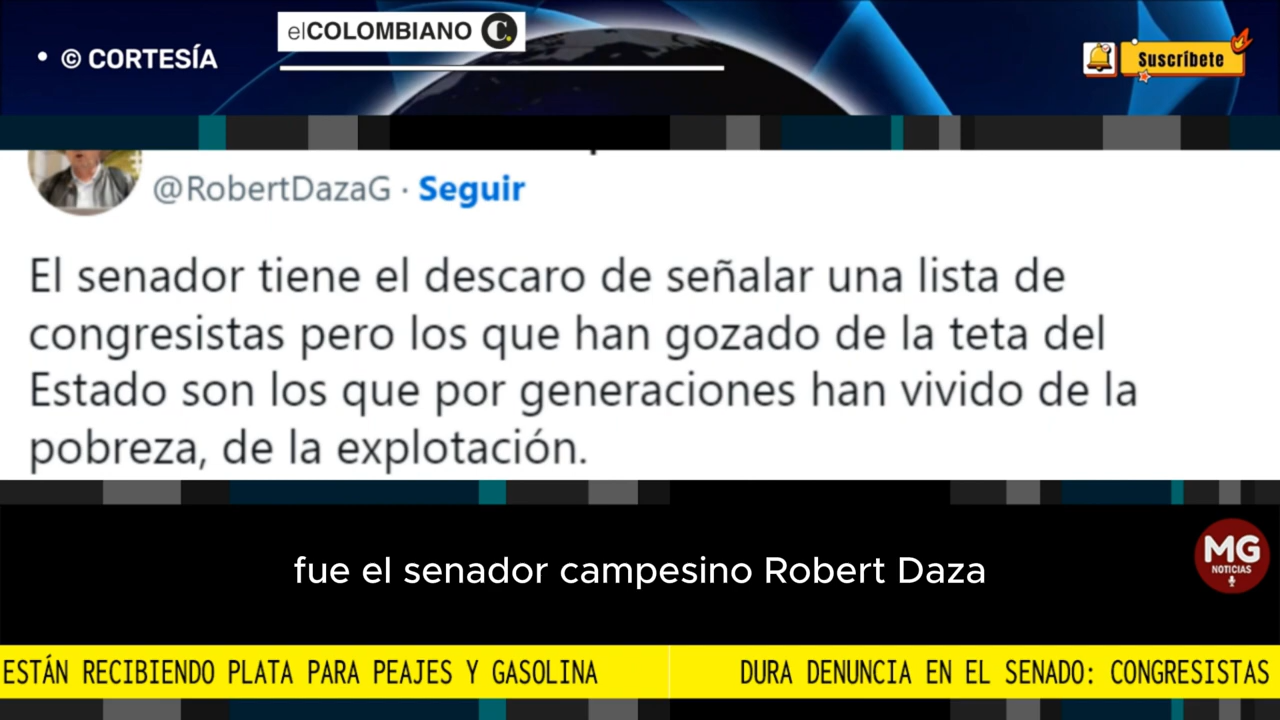 elCOLOMBIANO C.
• © CORTESÍA
Suscríbete
@RobertDazaG · Seguir
El senador tiene el descaro de señalar una lista de
congresistas pero los que han gozado de la teta del
Estado son los que por generaciones han vivido de la
pobreza, de la explotación.
fue el senador campesino Robert Daza
MG
NOTICIAS
ESTÁN RECIBIENDO PLATA PARA PEAJES Y GASOLINA DURA DENUNCIA EN EL SENADO: CONGRESISTAS